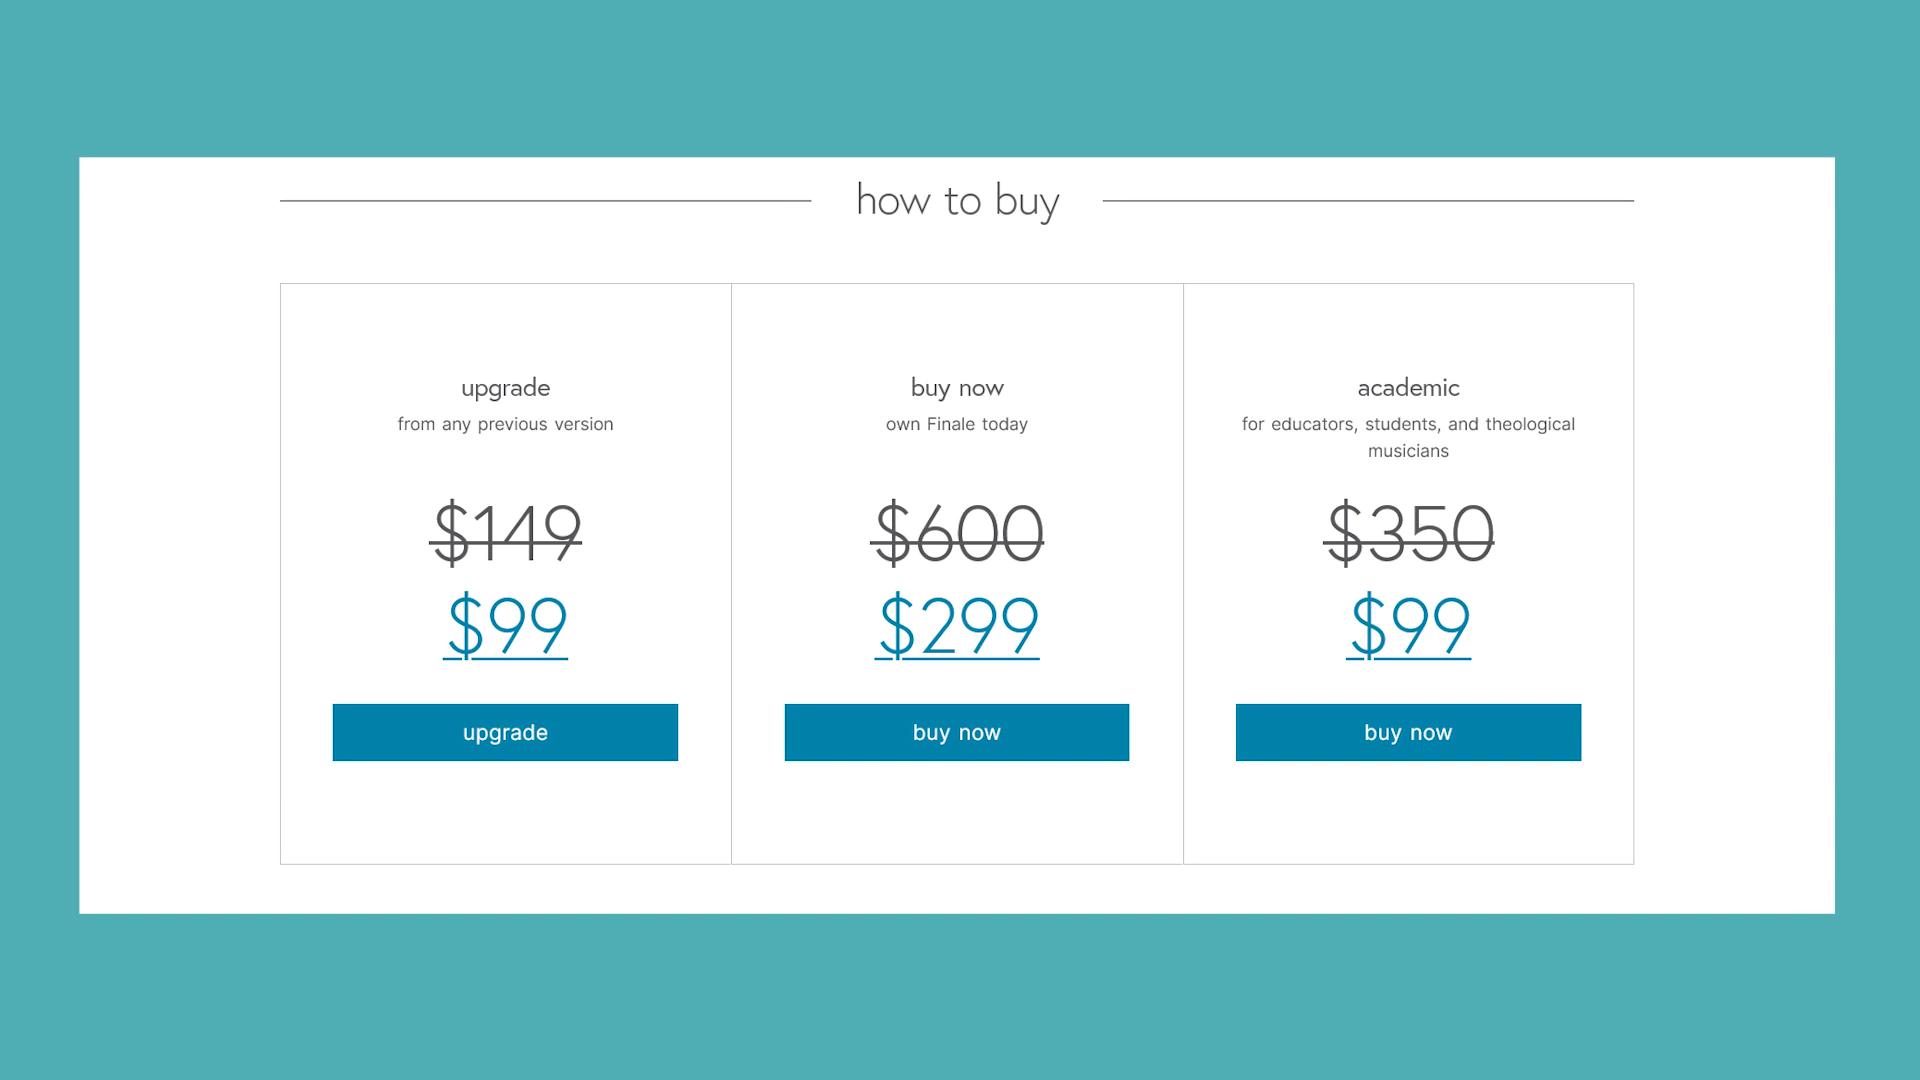 how to buy
upgrade
from any previous version
$149
$99
upgrade
buy now
own Finale today
$600
$299
buy now
academic
for educators, students, and theological
musicians
$350
$99
buy now